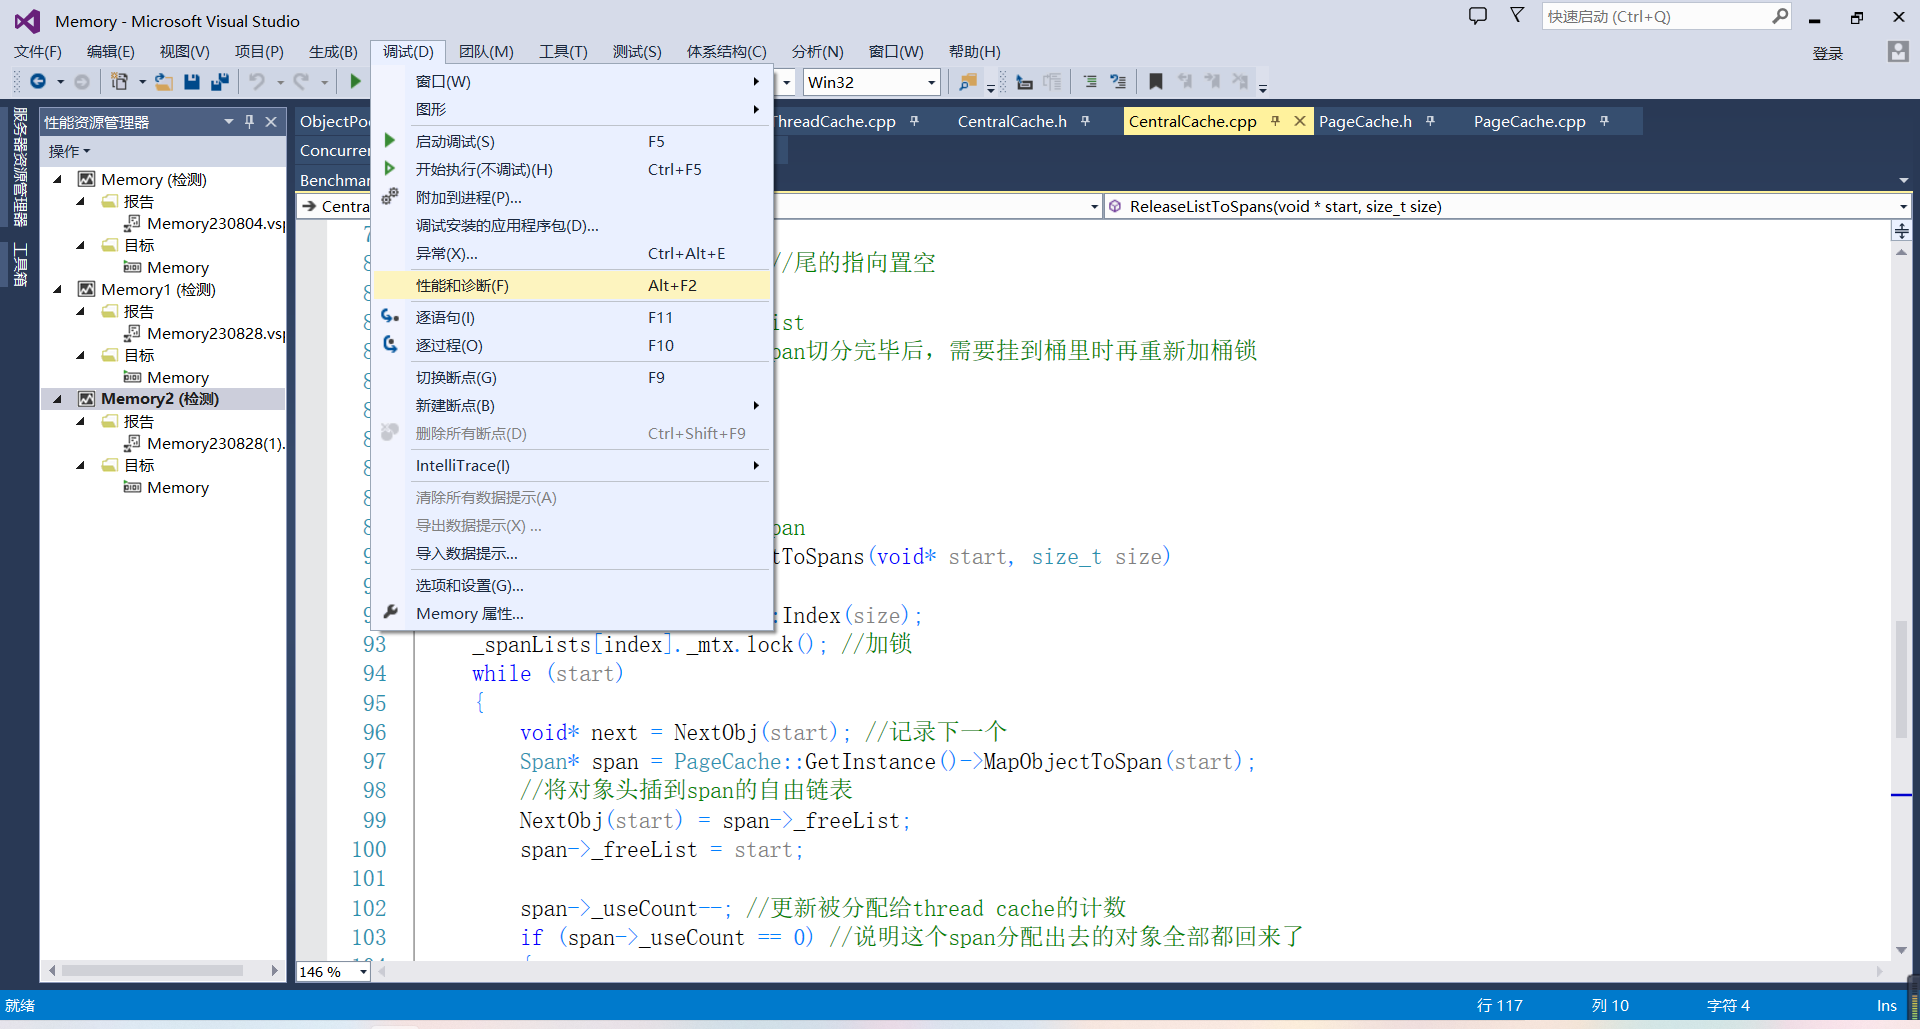 Memory - Microsoft Visual Studio
快速启动 (Ctrl+Q)
文件(F) 编辑(E) 视图(V) 项目(P) 生成(B) 调试(D) 团队(M) 工具(T) 测试(S) 体系结构(C) 分析(N) 窗口(W) 帮助(H)
登录
Win32
服务器资源管理器
工具箱
性能资源管理器
操作
Memory (检测)
报告
Memory230804.vsp
目标
Memory
Memory1 (检测)
报告
Memory230828.vsp
目标
Memory
Memory2 (检测)
报告
Memory230828(1).
目标
Memory
窗口(W)
图形
启动调试(S) F5
开始执行(不调试)(H) Ctrl+F5
附加到进程(P)...
调试安装的应用程序包(D)...
异常(X)... Ctrl+Alt+E
性能和诊断(F) Alt+F2
逐语句(I) F11
逐过程(O) F10
切换断点(G) F9
新建断点(B)
删除所有断点(D) Ctrl+Shift+F9
IntelliTrace(I)
清除所有数据提示(A)
导出数据提示(X) ...
导入数据提示...
选项和设置(G)...
Memory 属性...
ObjectPoo ThreadCache.cpp CentralCache.h CentralCache.cpp PageCache.h PageCache.cpp
Concurren
Benchmar
Centra ReleaseListToSpans(void * start, size_t size)
//尾的指向置空
ist
pan切分完毕后，需要挂到桶里时再重新加桶锁
pan
tToSpans(void* start, size_t size)
:Index(size);
93 _spanLists[index]._mtx.lock(); //加锁
94 while (start)
95 {
96 void* next = NextObj(start); //记录下一个
97 Span* span = PageCache::GetInstance()->MapObjectToSpan(start);
98 //将对象头插到span的自由链表
99 NextObj(start) = span->_freeList;
100 span->_freeList = start;
101
102 span->_useCount--; //更新被分配给thread cache的计数
103 if (span->_useCount == 0) //说明这个span分配出去的对象全部都回来了
146 %
就绪 行 117 列 10 字符 4 Ins